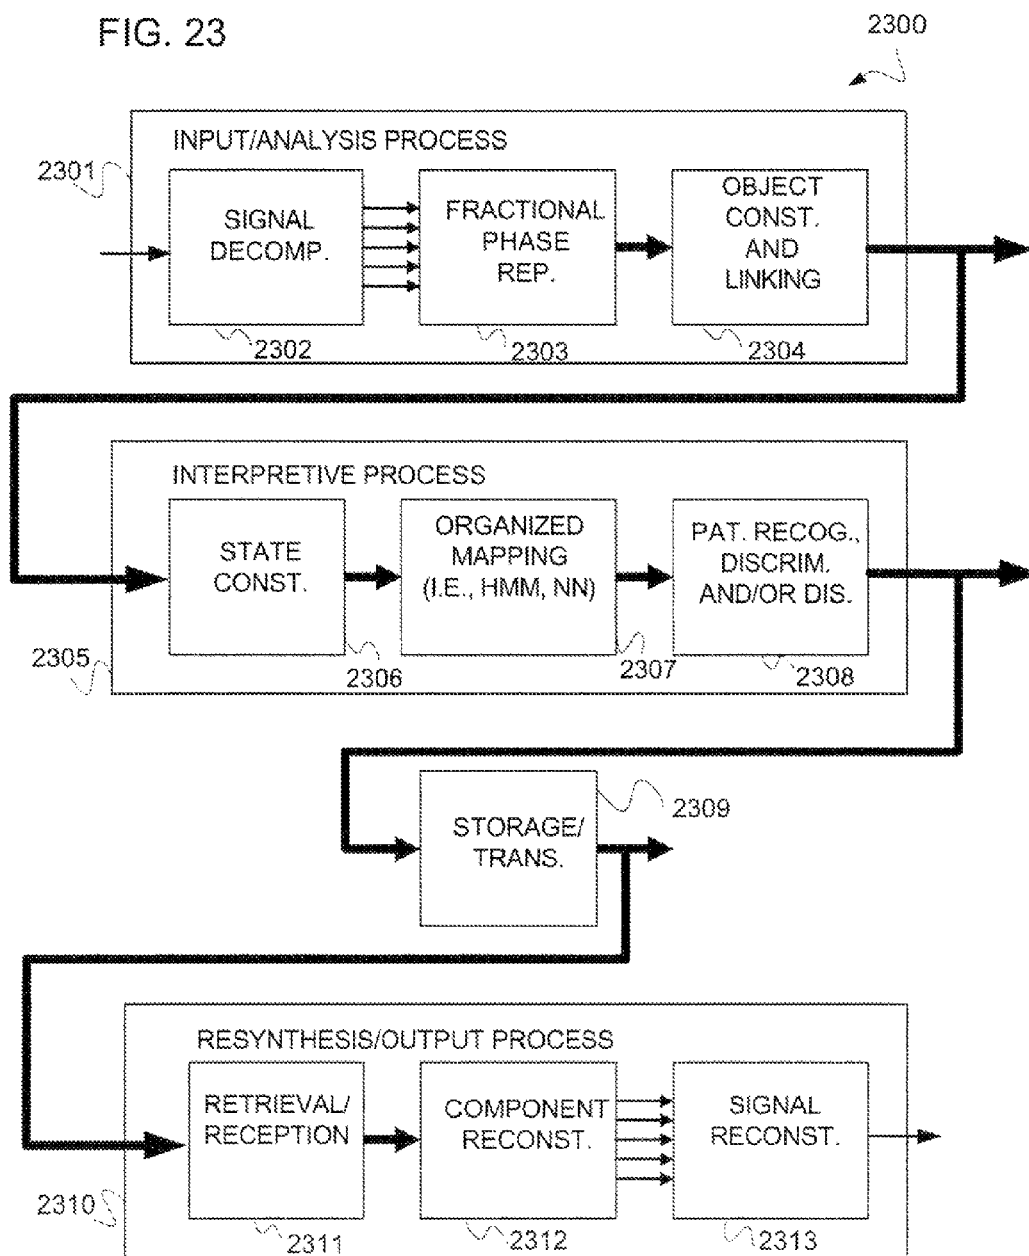 FIG. 23
2300
INPUT/ANALYSIS PROCESS
2301
SIGNAL
DECOMP.
2302
FRACTIONAL
PHASE
REP.
2303
OBJECT
CONST.
AND
LINKING
2304
INTERPRETIVE PROCESS
2305
STATE
CONST.
2306
ORGANIZED
MAPPING
(I.E., HMM, NN)
2307
PAT. RECOG.,
DISCRIM.
AND/OR DIS.
2308
STORAGE/
TRANS.
2309
RESYNTHESIS/OUTPUT PROCESS
2310
RETRIEVAL/
RECEPTION
2311
COMPONENT
RECONST.
2312
SIGNAL
RECONST.
2313